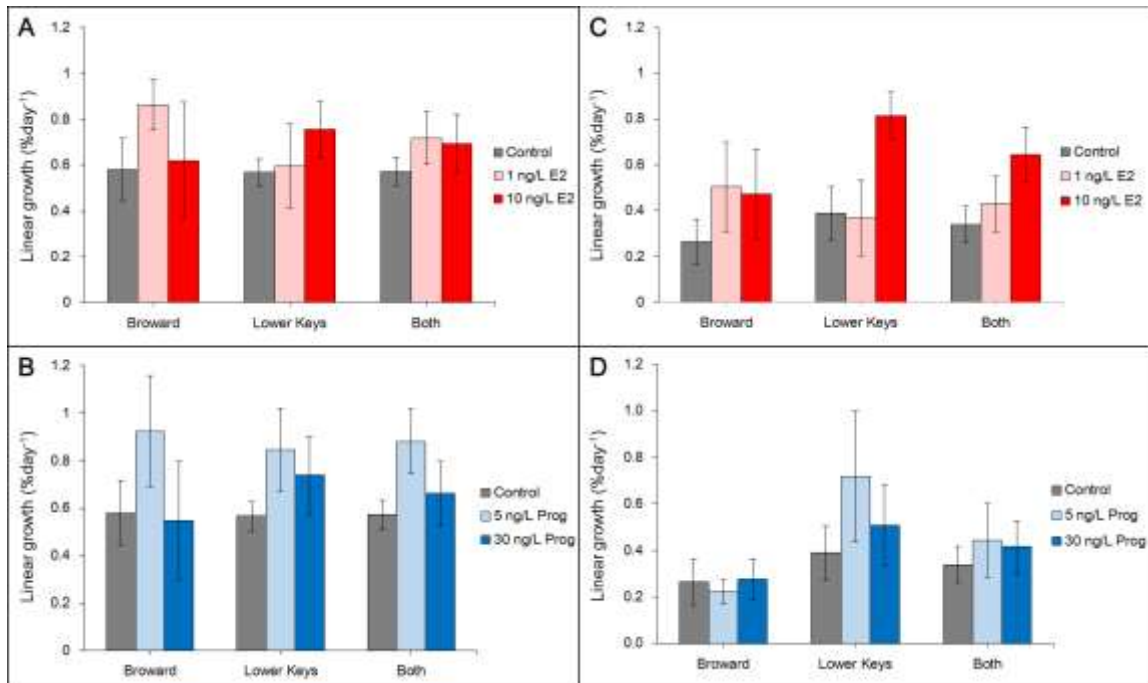 A
1.2
1
0.8
0.6
0.4
0.2
0
Linear growth (%day-1)
Broward
Lower Keys
Both
Control
1 ng/L E2
10 ng/L E2
C
1.2
1
0.8
0.6
0.4
0.2
0
Linear growth (%day-1)
Broward
Lower Keys
Both
Control
1 ng/L E2
10 ng/L E2
B
1.2
1
0.8
0.6
0.4
0.2
0
Linear growth (%day-1)
Broward
Lower Keys
Both
Control
5 ng/L Prog
30 ng/L Prog
D
1.2
1.0
0.8
0.6
0.4
0.2
0.0
Linear growth (%day-1)
Broward
Lower Keys
Both
Control
5 ng/L Prog
30 ng/L Prog